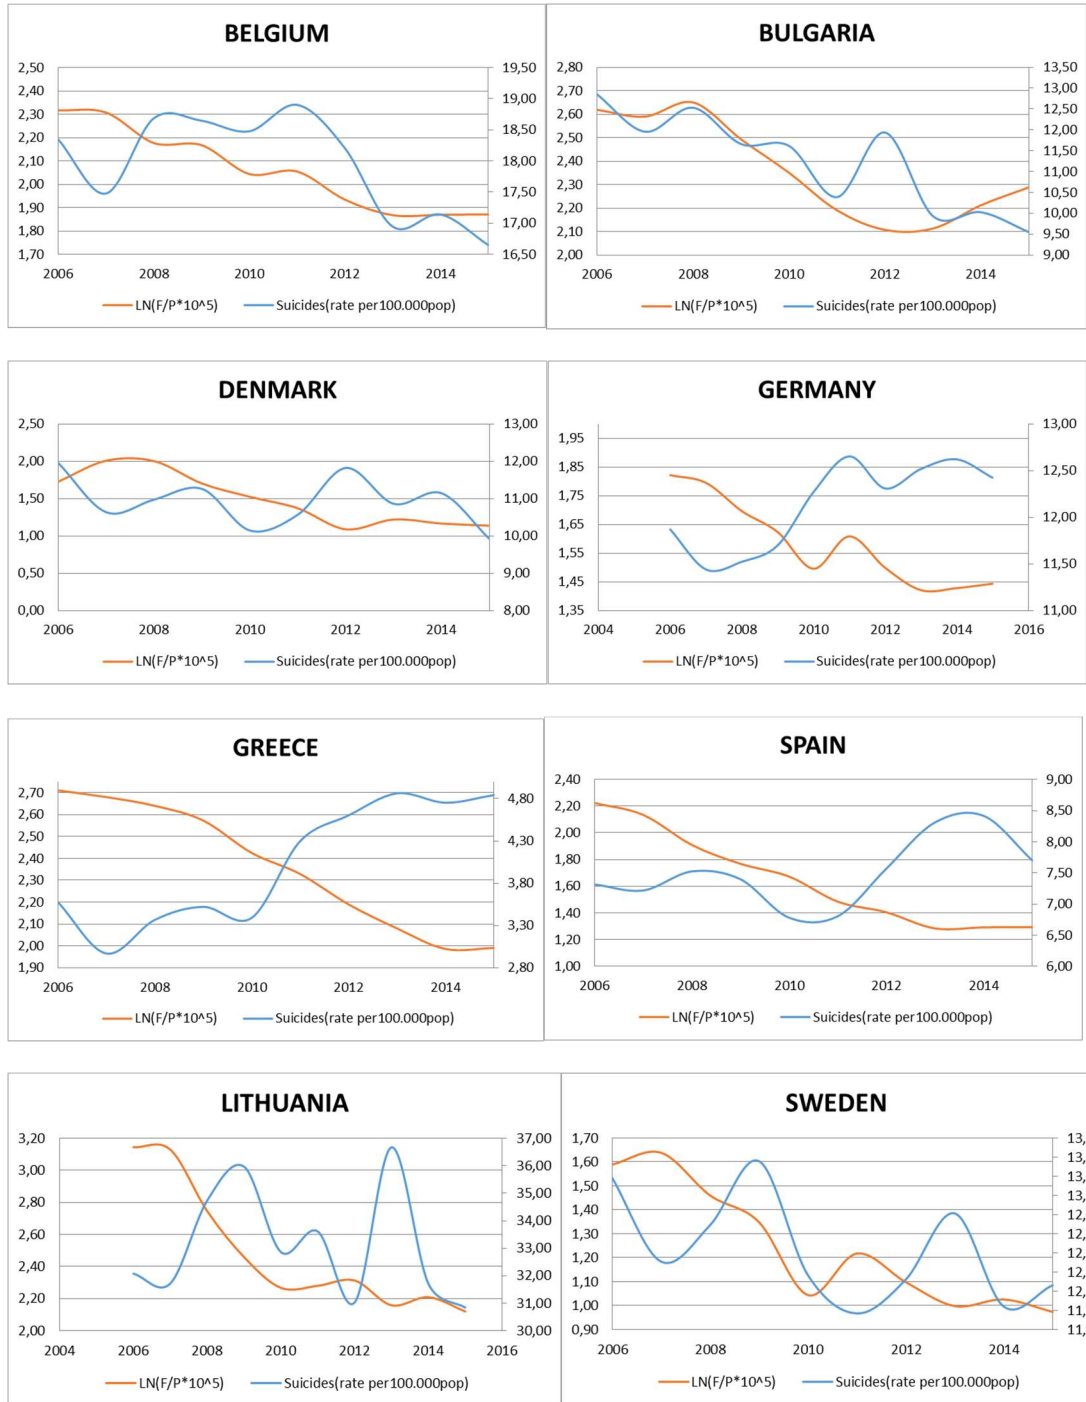 BELGIUM
2,50 19,50
2,40 19,00
2,30 18,50
2,20
2,10 18,00
2,00
1,90 17,50
1,80 17,00
1,70 16,50
2006 2008 2010 2012 2014
LN(F/P*10^5) Suicides(rate per100.000pop)
BULGARIA
2,80 13,50
2,70 13,00
2,60 12,50
2,50 12,00
2,40 11,50
2,30 11,00
2,20 10,50
2,10 10,00
2,00 9,50
9,00
2006 2008 2010 2012 2014
LN(F/P*10^5) Suicides(rate per100.000pop)
DENMARK
2,50 13,00
2,00 12,00
1,50 11,00
1,00 10,00
0,50 9,00
0,00 8,00
2006 2008 2010 2012 2014
LN(F/P*10^5) Suicides(rate per100.000pop)
GERMANY
13,00
1,95
1,85 12,50
1,75
1,65 12,00
1,55 11,50
1,45
1,35 11,00
2004 2006 2008 2010 2012 2014 2016
LN(F/P*10^5) Suicides(rate per100.000pop)
GREECE
2,70 4,80
2,60
2,50 4,30
2,40
2,30 3,80
2,20
2,10 3,30
2,00
1,90 2,80
2006 2008 2010 2012 2014
LN(F/P*10^5) Suicides(rate per100.000pop)
SPAIN
2,40 9,00
2,20 8,50
2,00 8,00
1,80 7,50
1,60 7,00
1,40 6,50
1,20
1,00 6,00
2006 2008 2010 2012 2014
LN(F/P*10^5) Suicides(rate per100.000pop)
LITHUANIA
3,20 37,00
3,00 36,00
2,80 35,00
2,60 34,00
2,40 33,00
2,20 32,00
2,00 31,00
30,00
2004 2006 2008 2010 2012 2014 2016
LN(F/P*10^5) Suicides(rate per100.000pop)
SWEDEN
1,70 13,
1,60 13,
1,50 13,
1,40 13,
1,30 12,
1,20 12,
1,10 12,
1,00 12,
0,90 12,
11,
11,
2006 2008 2010 2012 2014
LN(F/P*10^5) Suicides(rate per100.000pop)